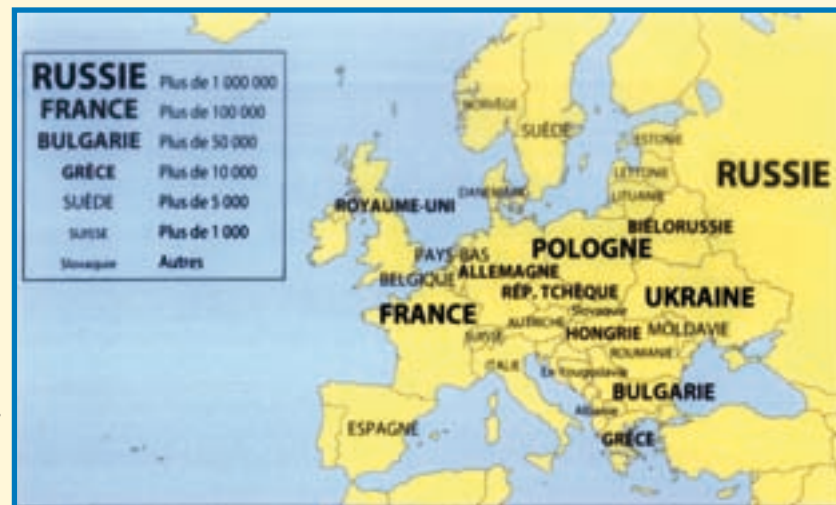 RUSSIE Plus de 1 000 000
FRANCE Plus de 100 000
BULGARIE Plus de 50 000
GRÈCE Plus de 10 000
SUÈDE Plus de 5 000
SUISSE Plus de 1 000
Slovaquie Autres
NORVÈGE
SUÈDE
ESTONIE
RUSSIE
LETTONIE
DANEMARK
LITUANIE
ROYAUME-UNI
BIÉLORUSSIE
POLOGNE
PAYS-BAS
ALLEMAGNE
BELGIQUE
RÉP. TCHÈQUE
UKRAINE
FRANCE
Slovaquie
AUTRICHE
HONGRIE
MOLDAVIE
SUISSE
ROUMANIE
ITALIE
Ex Yougoslavie
BULGARIE
Albanie
ESPAGNE
GRÈCE